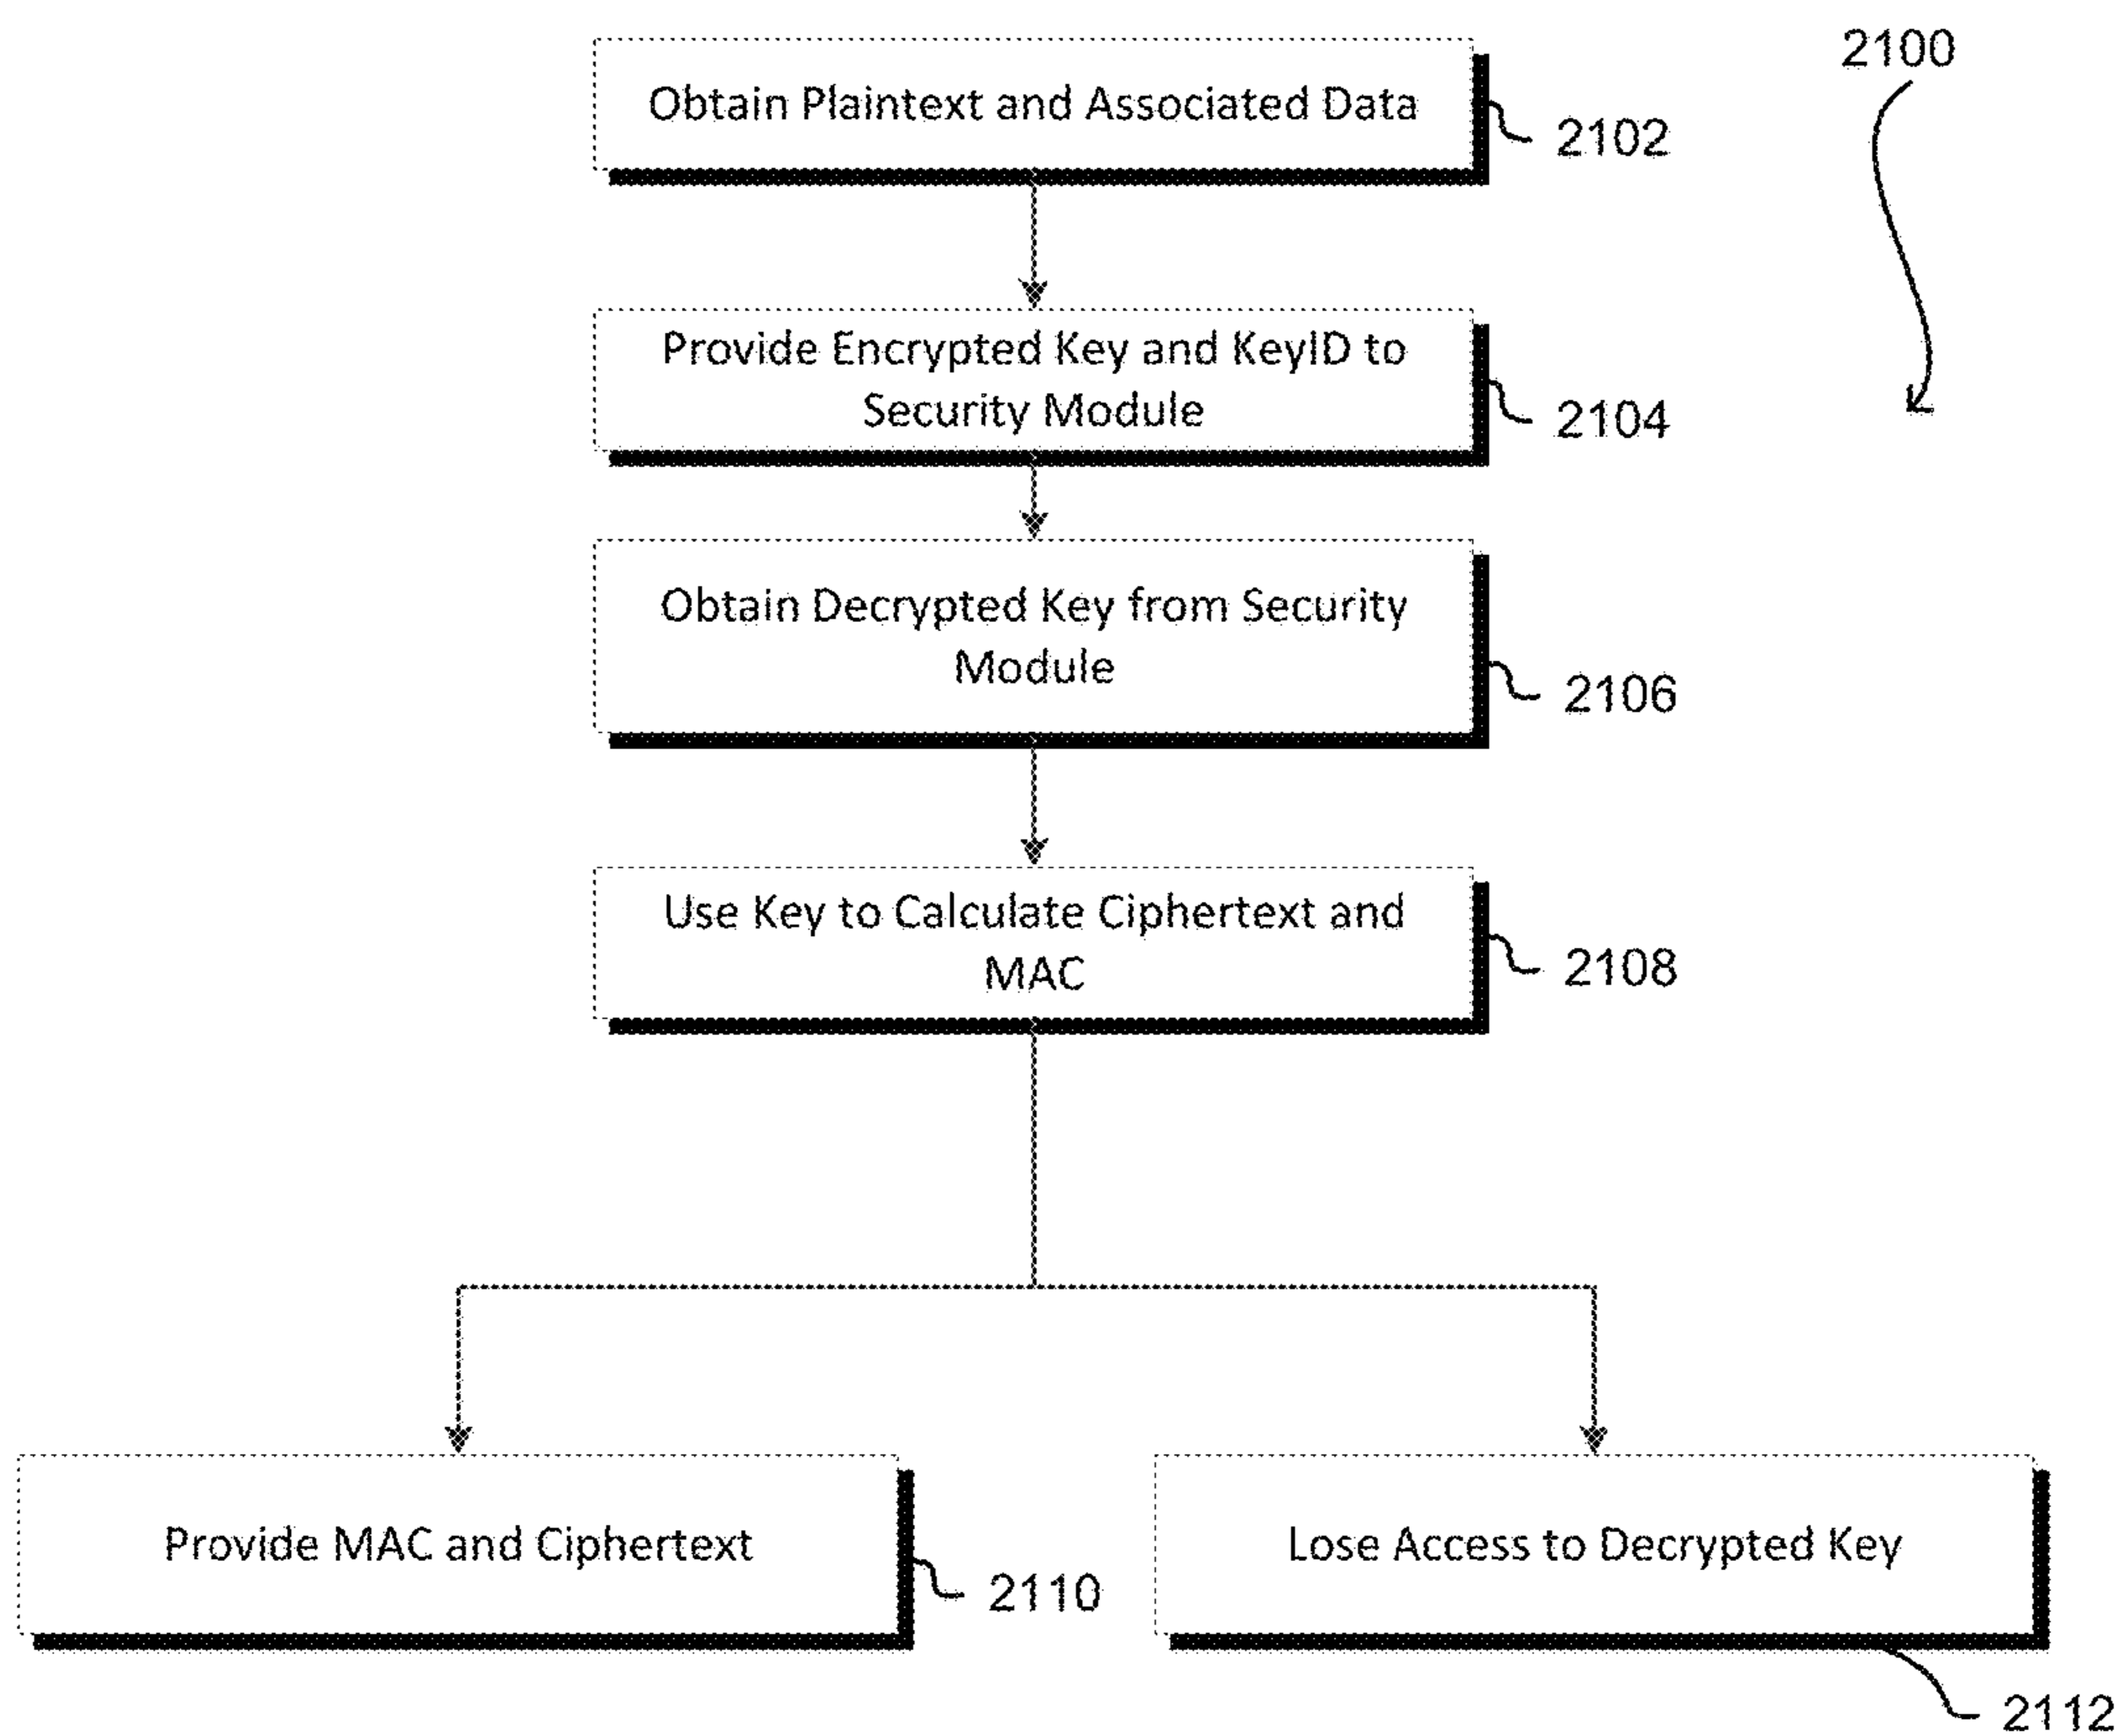 2100
Obtain Plaintext and Associated Data
2102
Provide Encrypted Key and KeyID to
Security Module
2104
Obtain Decrypted Key from Security
Module
2106
Use Key to Calculate Ciphertext and
MAC
2108
Provide MAC and Ciphertext
2110
Lose Access to Decrypted Key
2112